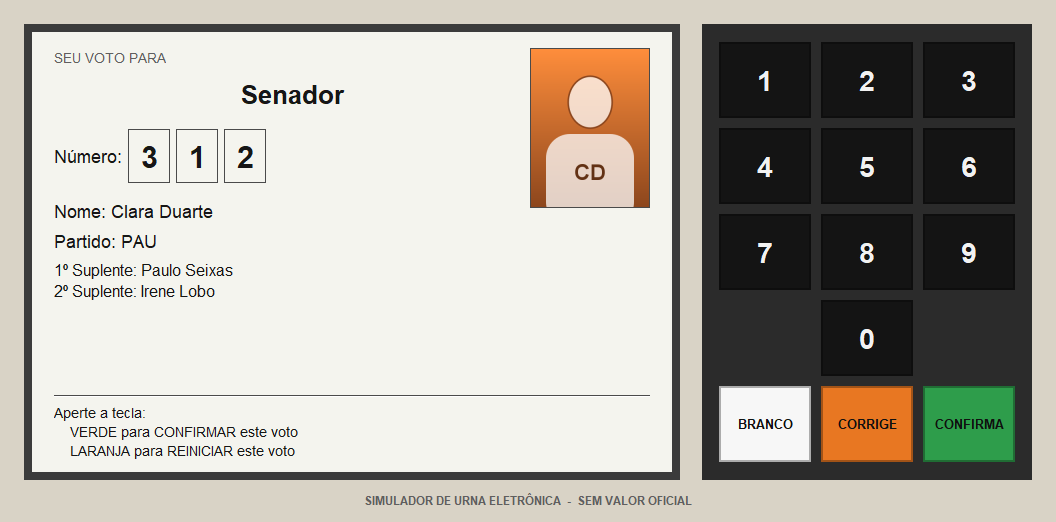 SEU VOTO PARA
Senador
Número: 3 1 2
Nome: Clara Duarte
Partido: PAU
1º Suplente: Paulo Seixas
2º Suplente: Irene Lobo
CD
Aperte a tecla:
VERDE para CONFIRMAR este voto
LARANJA para REINICIAR este voto
1 2 3
4 5 6
7 8 9
0
BRANCO CORRIGE CONFIRMA
SIMULADOR DE URNA ELETRÔNICA - SEM VALOR OFICIAL